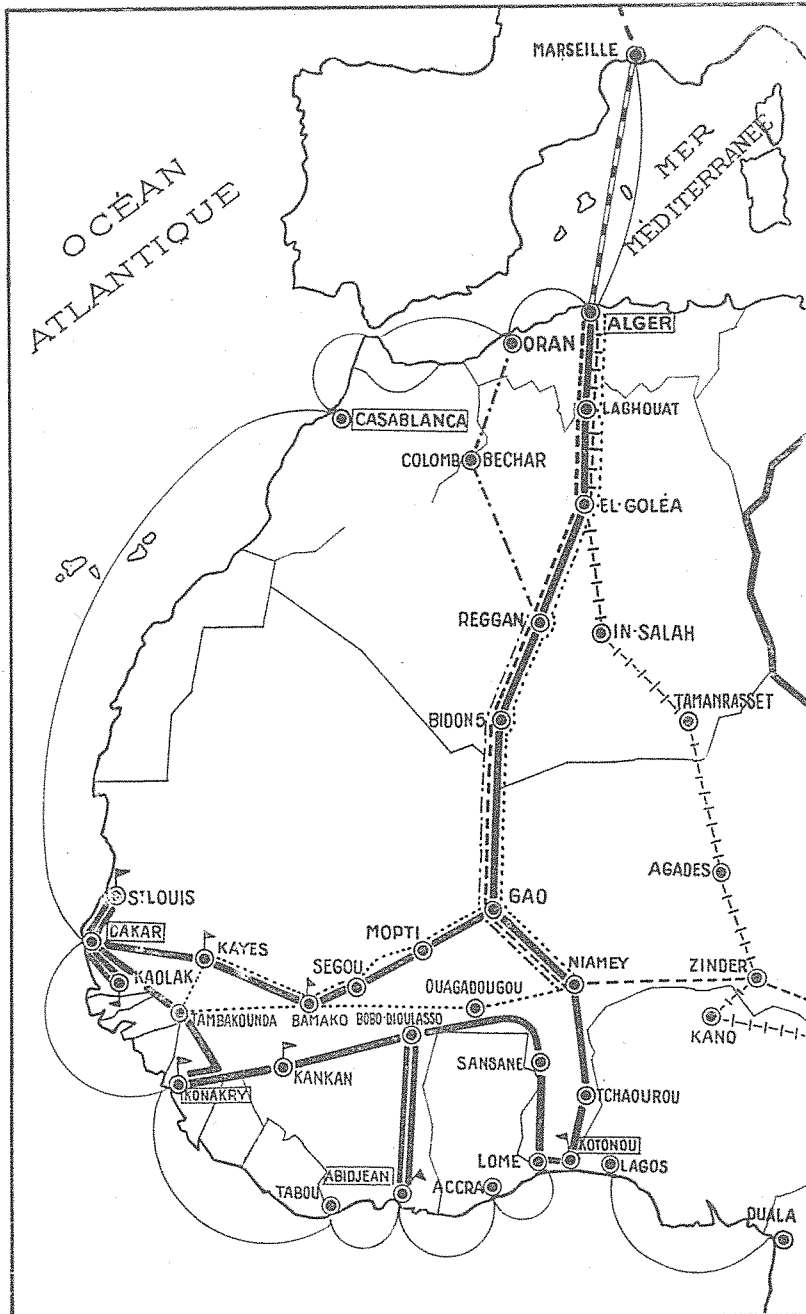 MARSEILLE
OCÉAN
ATLANTIQUE
MER
MÉDITERRANÉE
ALGER
ORAN
CASABLANCA
LAGHOUAT
COLOMB BECHAR
EL-GOLÉA
REGGAN
IN-SALAH
BIDON 5
TAMANRASSET
AGADES
GAO
ST LOUIS
DAKAR
MOPTI
KAYES
SEGOU
NIAMEY
ZINDER
KAOLAK
OUAGADOUGOU
TAMBAKOUNDA
BAMAKO
BOBO-DIOULASSO
KANO
SANSANE
KANKAN
KONAKRY
TCHAOUROU
KOTONOU
LOME
LAGOS
ABIDJEAN
TABOU
ACCRA
DUALA